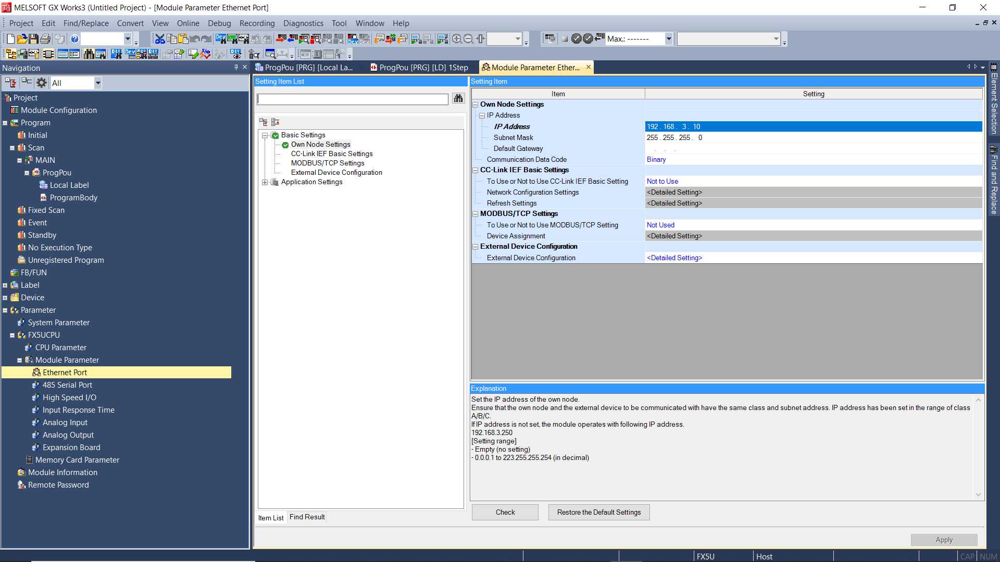 MELSOFT GX Works3 (Untitled Project) - [Module Parameter Ethernet Port]
Project Edit Find/Replace Convert View Online Debug Recording Diagnostics Tool Window Help
Max.: -------
Navigation
All
Project
Module Configuration
Program
Initial
Scan
MAIN
ProgPou
Local Label
ProgramBody
Fixed Scan
Event
Standby
No Execution Type
Unregistered Program
FB/FUN
Label
Device
Parameter
System Parameter
FX5UCPU
CPU Parameter
Module Parameter
Ethernet Port
485 Serial Port
High Speed I/O
Input Response Time
Analog Input
Analog Output
Expansion Board
Memory Card Parameter
Module Information
Remote Password
ProgPou [PRG] [Local La... ProgPou [PRG] [LD] 1Step Module Parameter Ether...
Setting Item List
Basic Settings
Own Node Settings
CC-Link IEF Basic Settings
MODBUS/TCP Settings
External Device Configuration
Application Settings
Item List Find Result
Setting Item
Item Setting
Own Node Settings
IP Address
IP Address 192 . 168 . 3 . 10
Subnet Mask 255 . 255 . 255 . 0
Default Gateway . . .
Communication Data Code Binary
CC-Link IEF Basic Settings
To Use or Not to Use CC-Link IEF Basic Setting Not to Use
Network Configuration Settings <Detailed Setting>
Refresh Settings <Detailed Setting>
MODBUS/TCP Settings
To Use or Not to Use MODBUS/TCP Setting Not Used
Device Assignment <Detailed Setting>
External Device Configuration
External Device Configuration <Detailed Setting>
Explanation
Set the IP address of the own node.
Ensure that the own node and the external device to be communicated with have the same class and subnet address. IP address has been set in the range of class
A/B/C.
If IP address is not set, the module operates with following IP address.
192.168.3.250
[Setting range]
- Empty (no setting)
- 0.0.0.1 to 223.255.255.254 (in decimal)
Check Restore the Default Settings
Apply
Element Selection
Find and Replace
FX5U Host CAP NUM